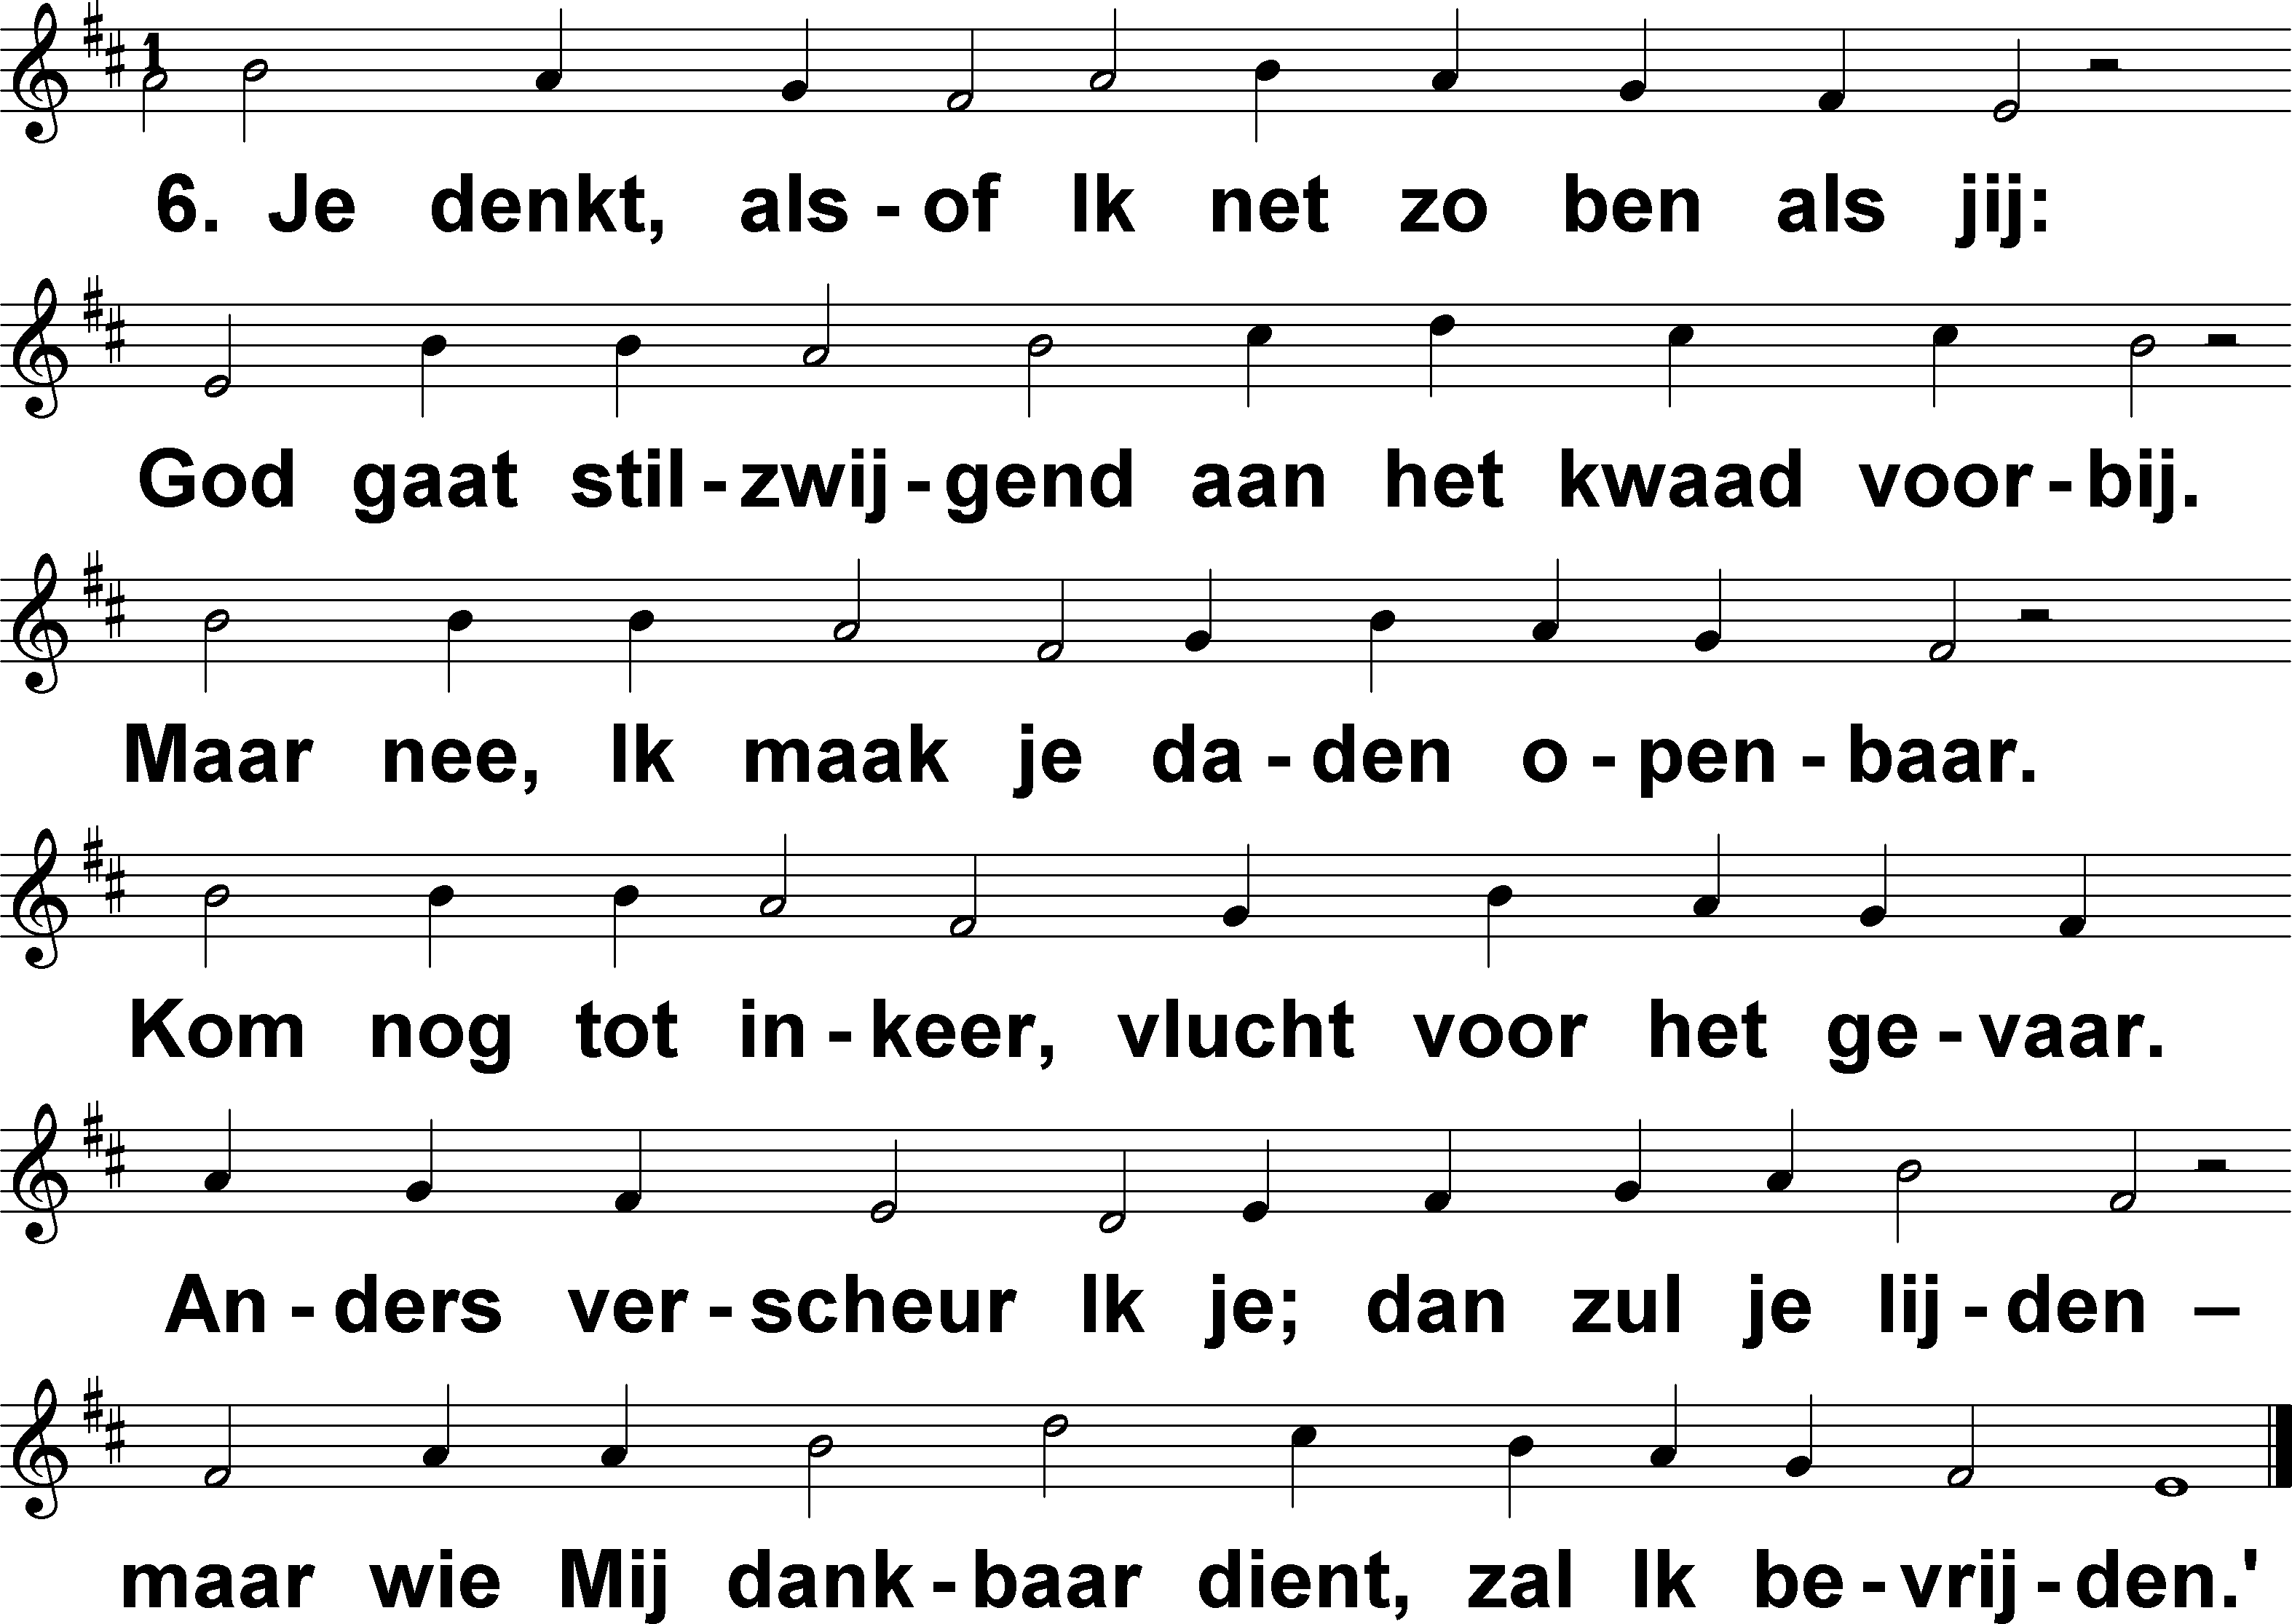 1
6. Je denkt, als-of Ik net zo ben als jij:
God gaat stil-zwij-gend aan het kwaad voor-bij.
Maar nee, Ik maak je da-den o-pen-baar.
Kom nog tot in-keer, vlucht voor het ge-vaar.
An-ders ver-scheur Ik je; dan zul je lij-den –
maar wie Mij dank-baar dient, zal Ik be-vrij-den.'